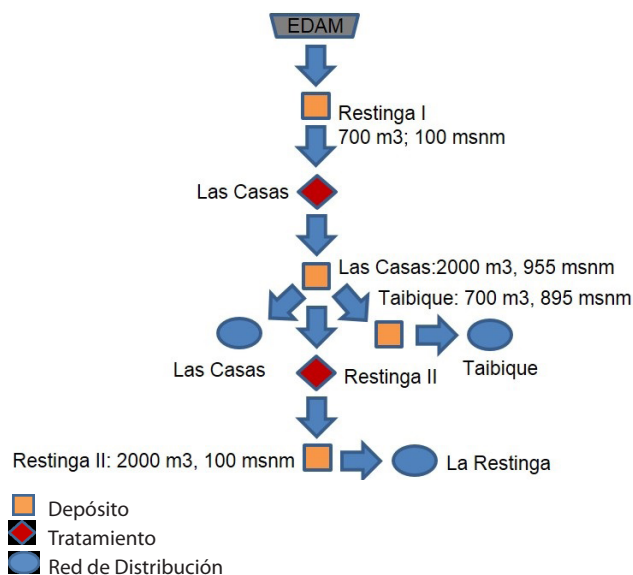 EDAM
Restinga I
700 m3; 100 msnm
Las Casas
Las Casas:2000 m3, 955 msnm
Taibique: 700 m3, 895 msnm
Las Casas
Restinga II
Taibique
Restinga II: 2000 m3, 100 msnm
La Restinga
Depósito
Tratamiento
Red de Distribución